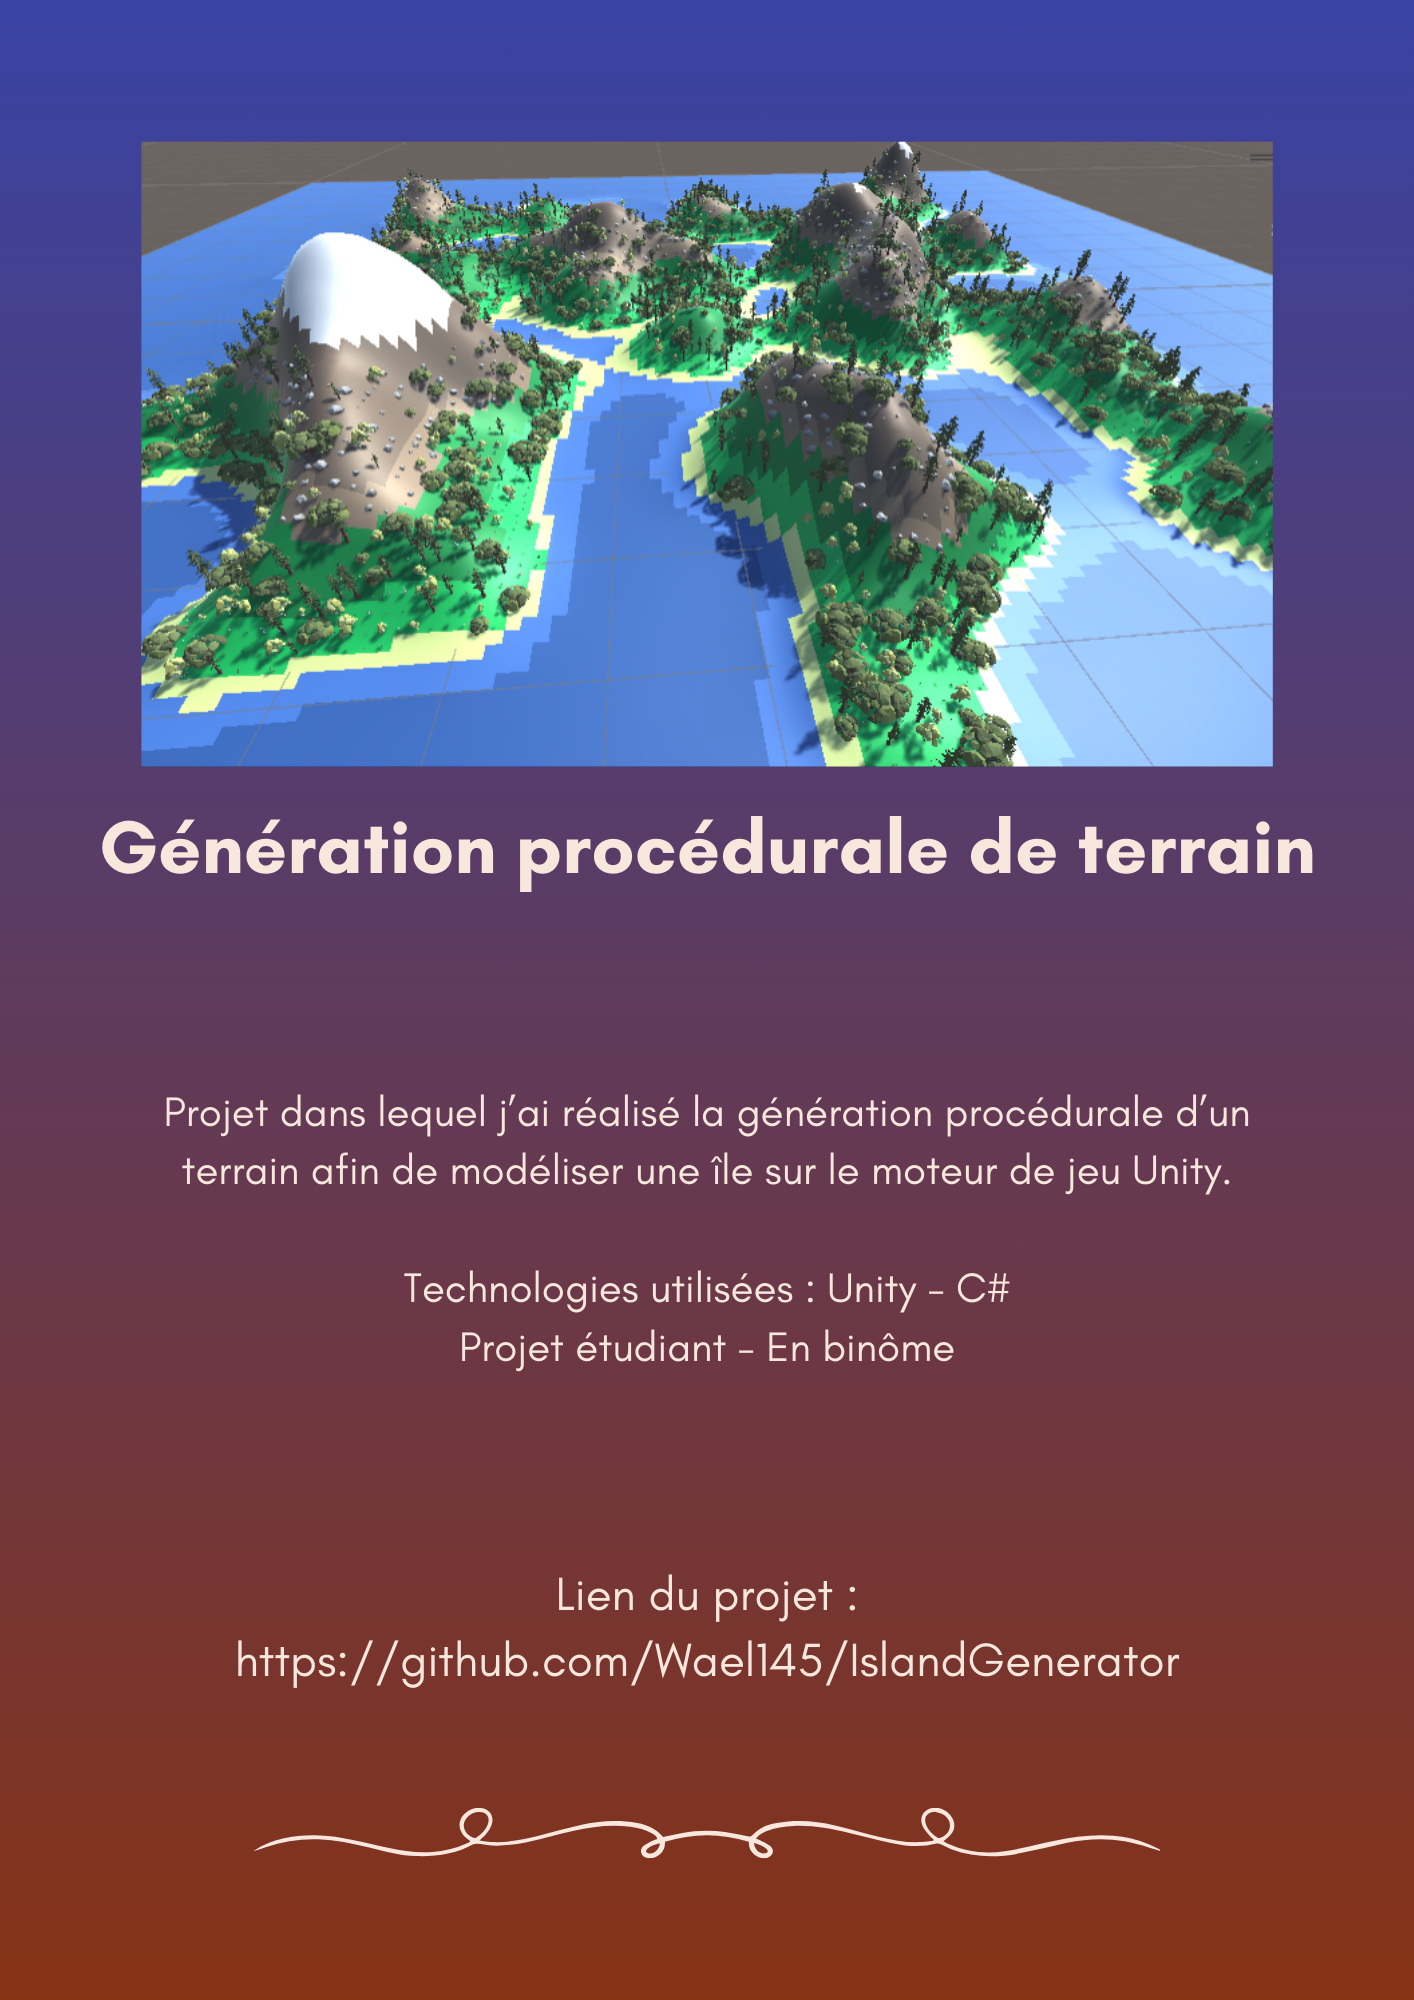 Génération procédurale de terrain
Projet dans lequel j'ai réalisé la génération procédurale d'un
terrain afin de modéliser une île sur le moteur de jeu Unity.
Technologies utilisées : Unity - C#
Projet étudiant - En binôme
Lien du projet :
https://github.com/Wael145/IslandGenerator